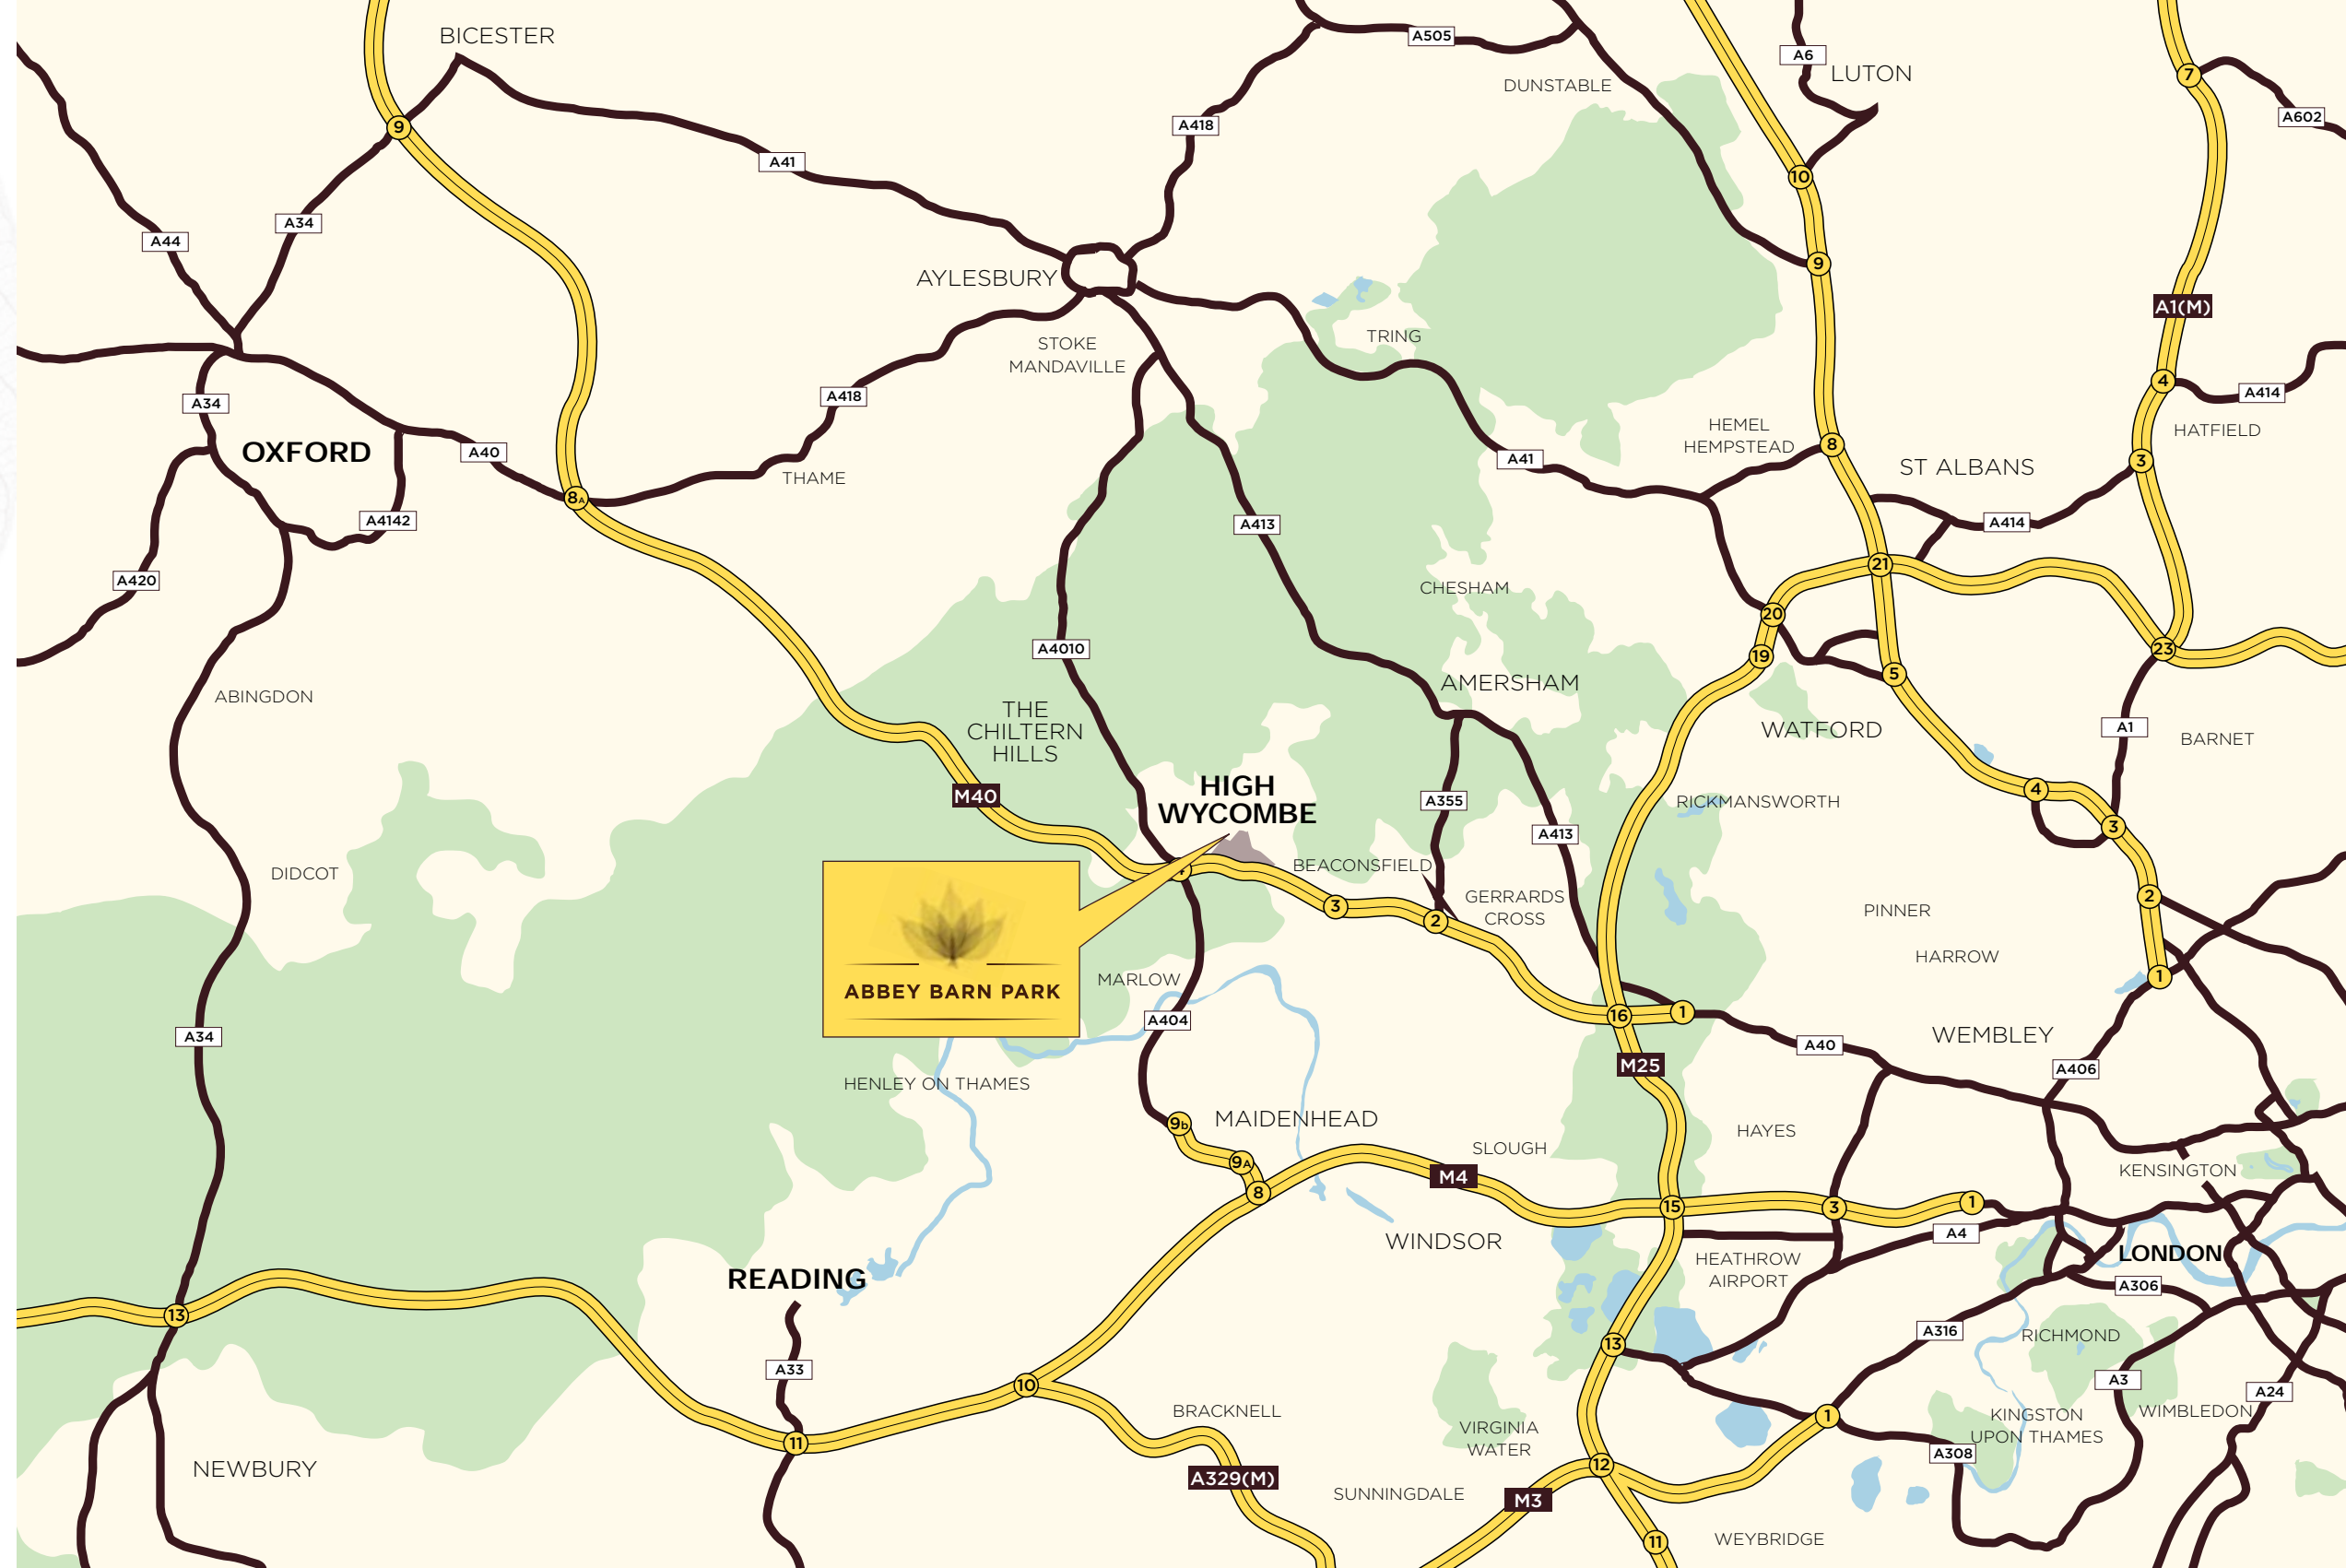 BICESTER
A505
A6
LUTON
7
DUNSTABLE
A602
9
A418
A41
10
A34
A44
9
AYLESBURY
A1(M)
TRING
STOKE
MANDAVILLE
4
A414
A418
A34
HEMEL
HEMPSTEAD
8
HATFIELD
OXFORD
A40
A41
3
ST ALBANS
THAME
8A
A4142
A413
A414
A420
21
CHESHAM
20
A4010
23
19
5
ABINGDON
AMERSHAM
THE
CHILTERN
HILLS
WATFORD
A1
BARNET
HIGH
WYCOMBE
M40
A355
4
RICKMANSWORTH
A413
3
DIDCOT
BEACONSFIELD
4
GERRARDS
CROSS
2
3
2
PINNER
HARROW
MARLOW
1
ABBEY BARN PARK
A404
16
1
A34
WEMBLEY
A40
M25
A406
HENLEY ON THAMES
9b
MAIDENHEAD
HAYES
SLOUGH
9A
KENSINGTON
M4
8
15
3
1
A4
WINDSOR
LONDON
HEATHROW
AIRPORT
READING
A306
13
A316
RICHMOND
13
A33
10
A3
A24
BRACKNELL
KINGSTON
UPON THAMES
WIMBLEDON
1
VIRGINIA
WATER
11
A308
12
NEWBURY
A329(M)
SUNNINGDALE
M3
WEYBRIDGE
11